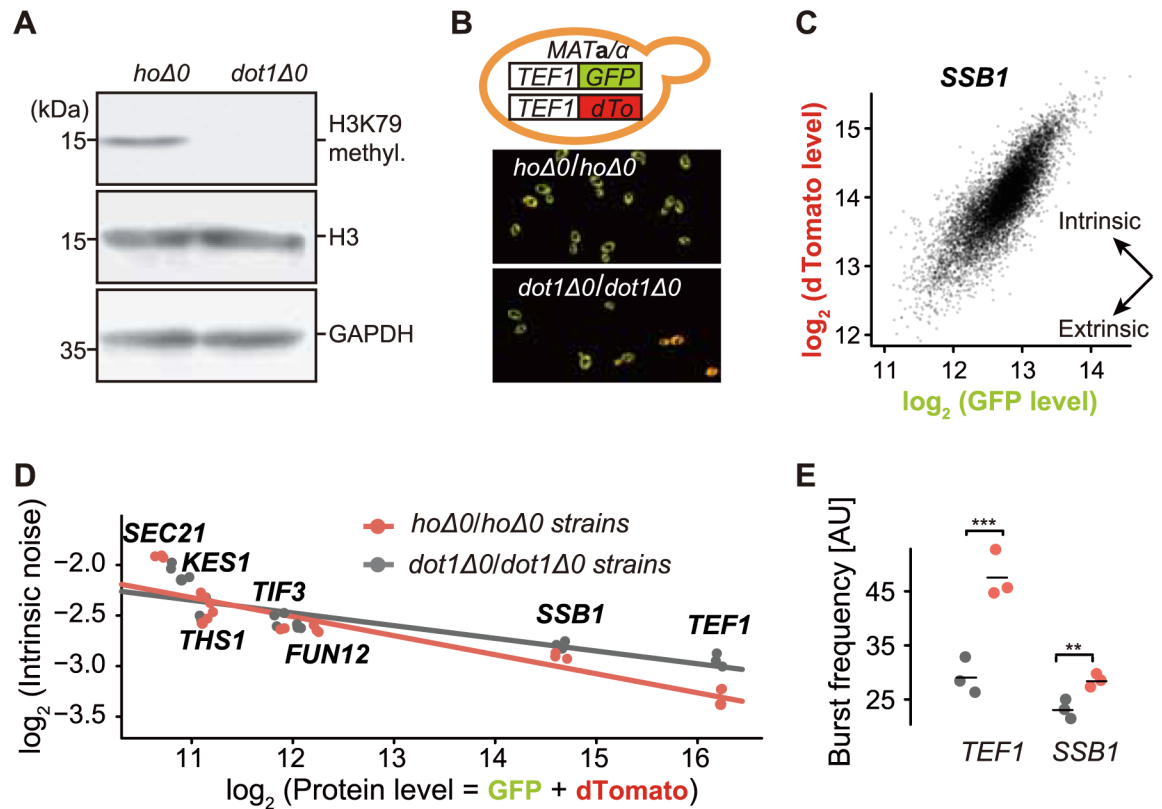 A
hoΔ0 dot1Δ0
(kDa)
15
H3K79
methyl.
15
H3
35
GAPDH
B
MATa/α
TEF1 GFP
TEF1 dTo
hoΔ0/hoΔ0
dot1Δ0/dot1Δ0
C
SSB1
log₂ (dTomato level)
15
14
13
12
Intrinsic
Extrinsic
11 12 13 14
log₂ (GFP level)
D
log₂ (Intrinsic noise)
−2.0
−2.5
−3.0
−3.5
SEC21
KES1
THS1
TIF3
FUN12
SSB1
TEF1
hoΔ0/hoΔ0 strains
dot1Δ0/dot1Δ0 strains
11 12 13 14 15 16
log₂ (Protein level = GFP + dTomato)
E
Burst frequency [AU]
45
35
25
***
**
TEF1 SSB1